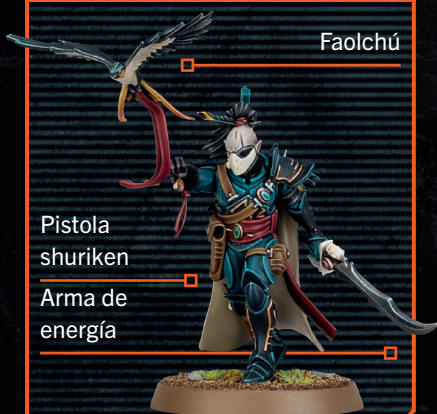 Faolchú
Pistola
shuriken
Arma de
energía